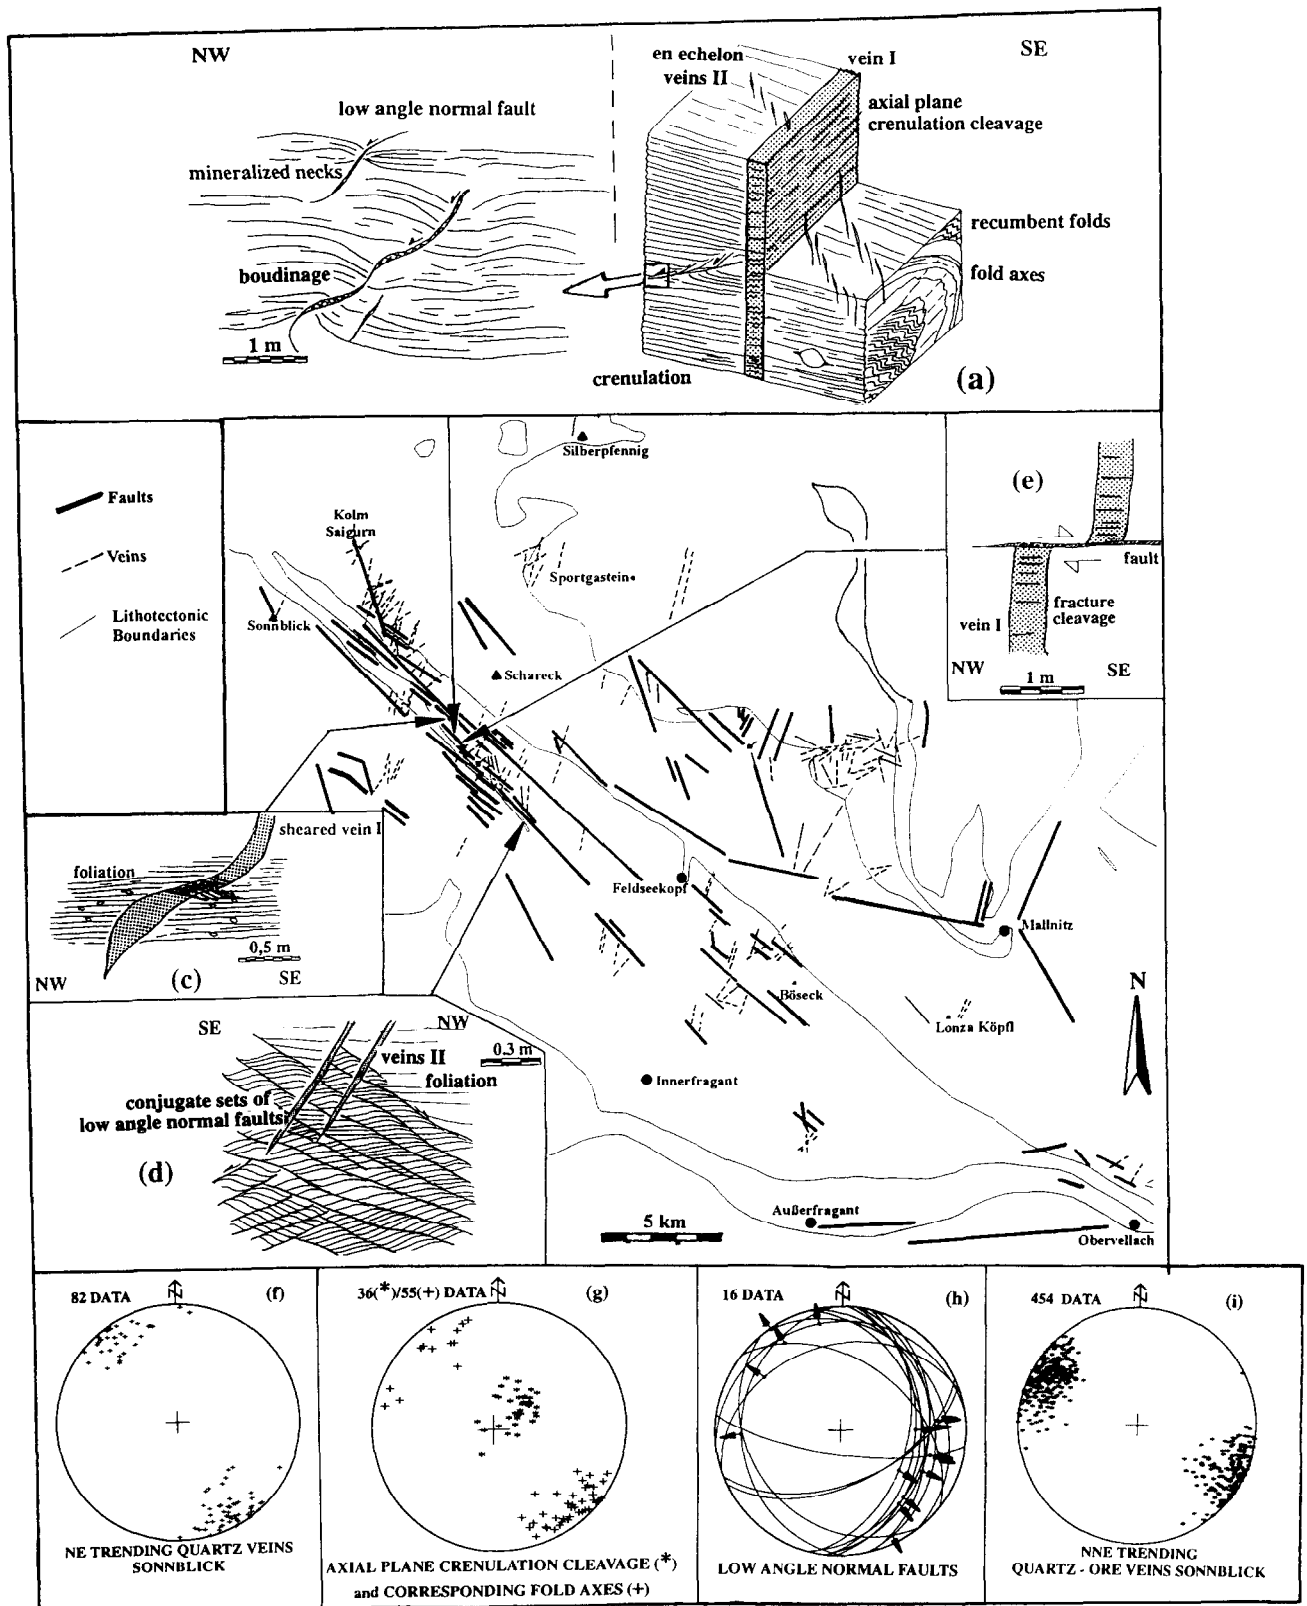 NW
SE
en echelon
veins II
vein I
low angle normal fault
axial plane
crenulation cleavage
mineralized necks
recumbent folds
boudinage
fold axes
1 m
crenulation
(a)
Faults
Veins
Lithotectonic
Boundaries
Silberpfennig
Kolm
Saigurn
Sportgastein
Sonnblick
Schareck
(e)
fault
fracture
cleavage
vein I
NW
SE
1 m
sheared vein I
foliation
0,5 m
NW
(c)
SE
Feldseekopf
Mallnitz
Böseck
Lonza Köpfl
N
SE
NW
veins II
0.3 m
foliation
conjugate sets of
low angle normal faults
(d)
Innerfragant
Außerfragant
5 km
Obervellach
82 DATA
N
(f)
NE TRENDING QUARTZ VEINS
SONNBLICK
36(*)/55(+) DATA
N
(g)
AXIAL PLANE CRENULATION CLEAVAGE (*)
and CORRESPONDING FOLD AXES (+)
16 DATA
N
(h)
LOW ANGLE NORMAL FAULTS
454 DATA
N
(i)
NNE TRENDING
QUARTZ - ORE VEINS SONNBLICK